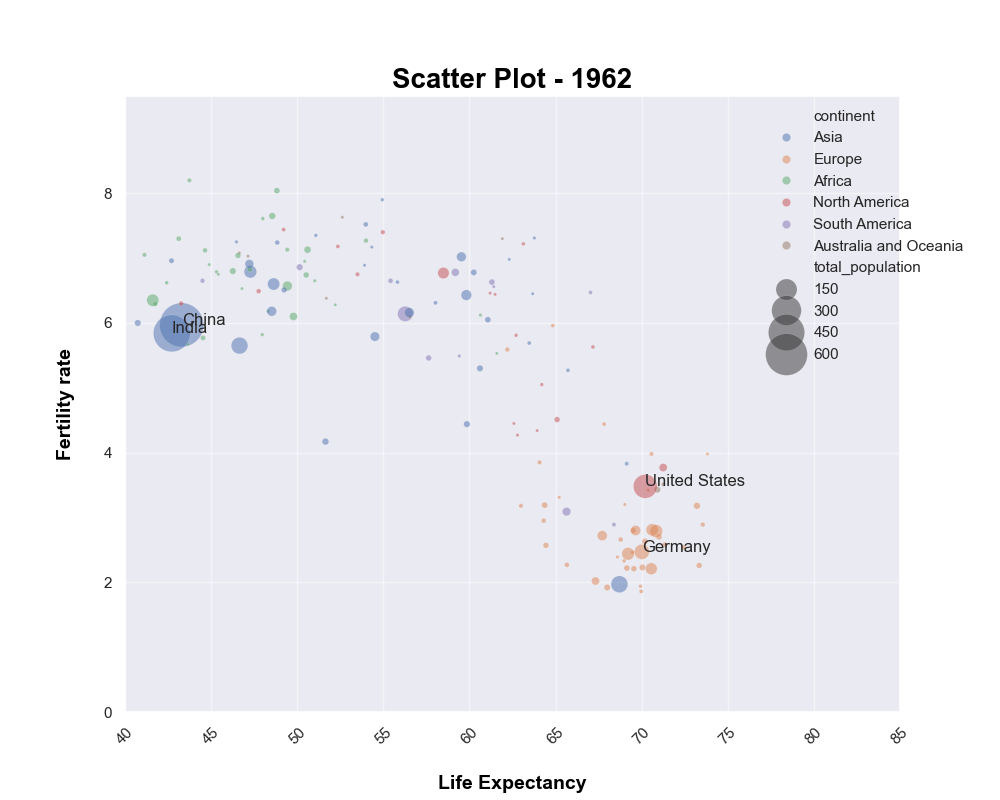 Scatter Plot - 1962
continent
Asia
Europe
Africa
North America
South America
Australia and Oceania
total_population
150
300
450
600
China
India
United States
Germany
Fertility rate
8
6
4
2
0
40
45
50
55
60
65
70
75
80
85
Life Expectancy